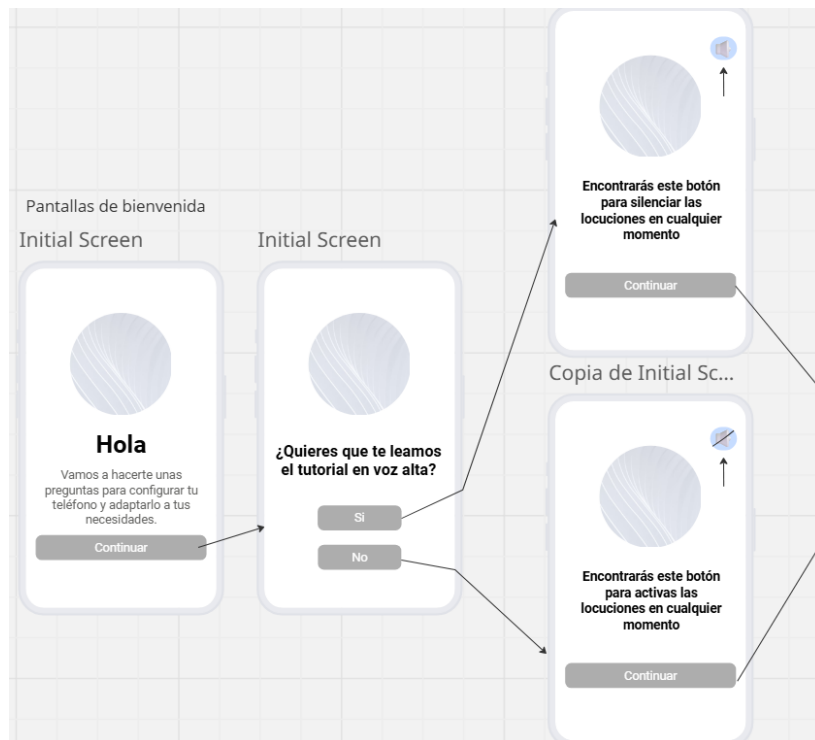 Pantallas de bienvenida
Initial Screen
Hola
Vamos a hacerte unas
preguntas para configurar tu
teléfono y adaptarlo a tus
necesidades.
Continuar
Initial Screen
¿Quieres que te leamos
el tutorial en voz alta?
Si
No
Encontrarás este botón
para silenciar las
locuciones en cualquier
momento
Continuar
Copia de Initial Sc...
Encontrarás este botón
para activas las
locuciones en cualquier
momento
Continuar